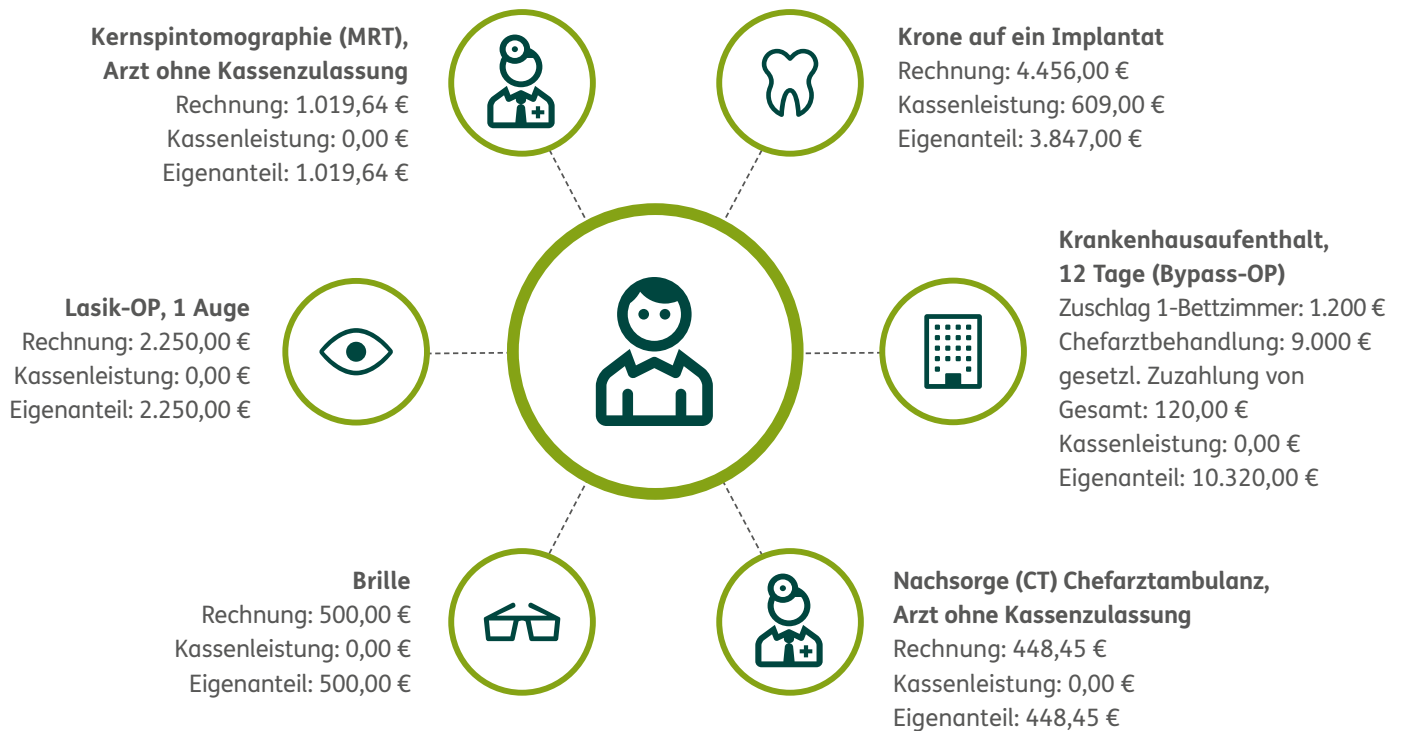 Kernspintomographie (MRT),
Arzt ohne Kassenzulassung
Rechnung: 1.019,64 €
Kassenleistung: 0,00 €
Eigenanteil: 1.019,64 €
Krone auf ein Implantat
Rechnung: 4.456,00 €
Kassenleistung: 609,00 €
Eigenanteil: 3.847,00 €
Lasik-OP, 1 Auge
Rechnung: 2.250,00 €
Kassenleistung: 0,00 €
Eigenanteil: 2.250,00 €
Krankenhausaufenthalt,
12 Tage (Bypass-OP)
Zuschlag 1-Bettzimmer: 1.200 €
Chefarztbehandlung: 9.000 €
gesetzl. Zuzahlung von
Gesamt: 120,00 €
Kassenleistung: 0,00 €
Eigenanteil: 10.320,00 €
Brille
Rechnung: 500,00 €
Kassenleistung: 0,00 €
Eigenanteil: 500,00 €
Nachsorge (CT) Chefarztambulanz,
Arzt ohne Kassenzulassung
Rechnung: 448,45 €
Kassenleistung: 0,00 €
Eigenanteil: 448,45 €